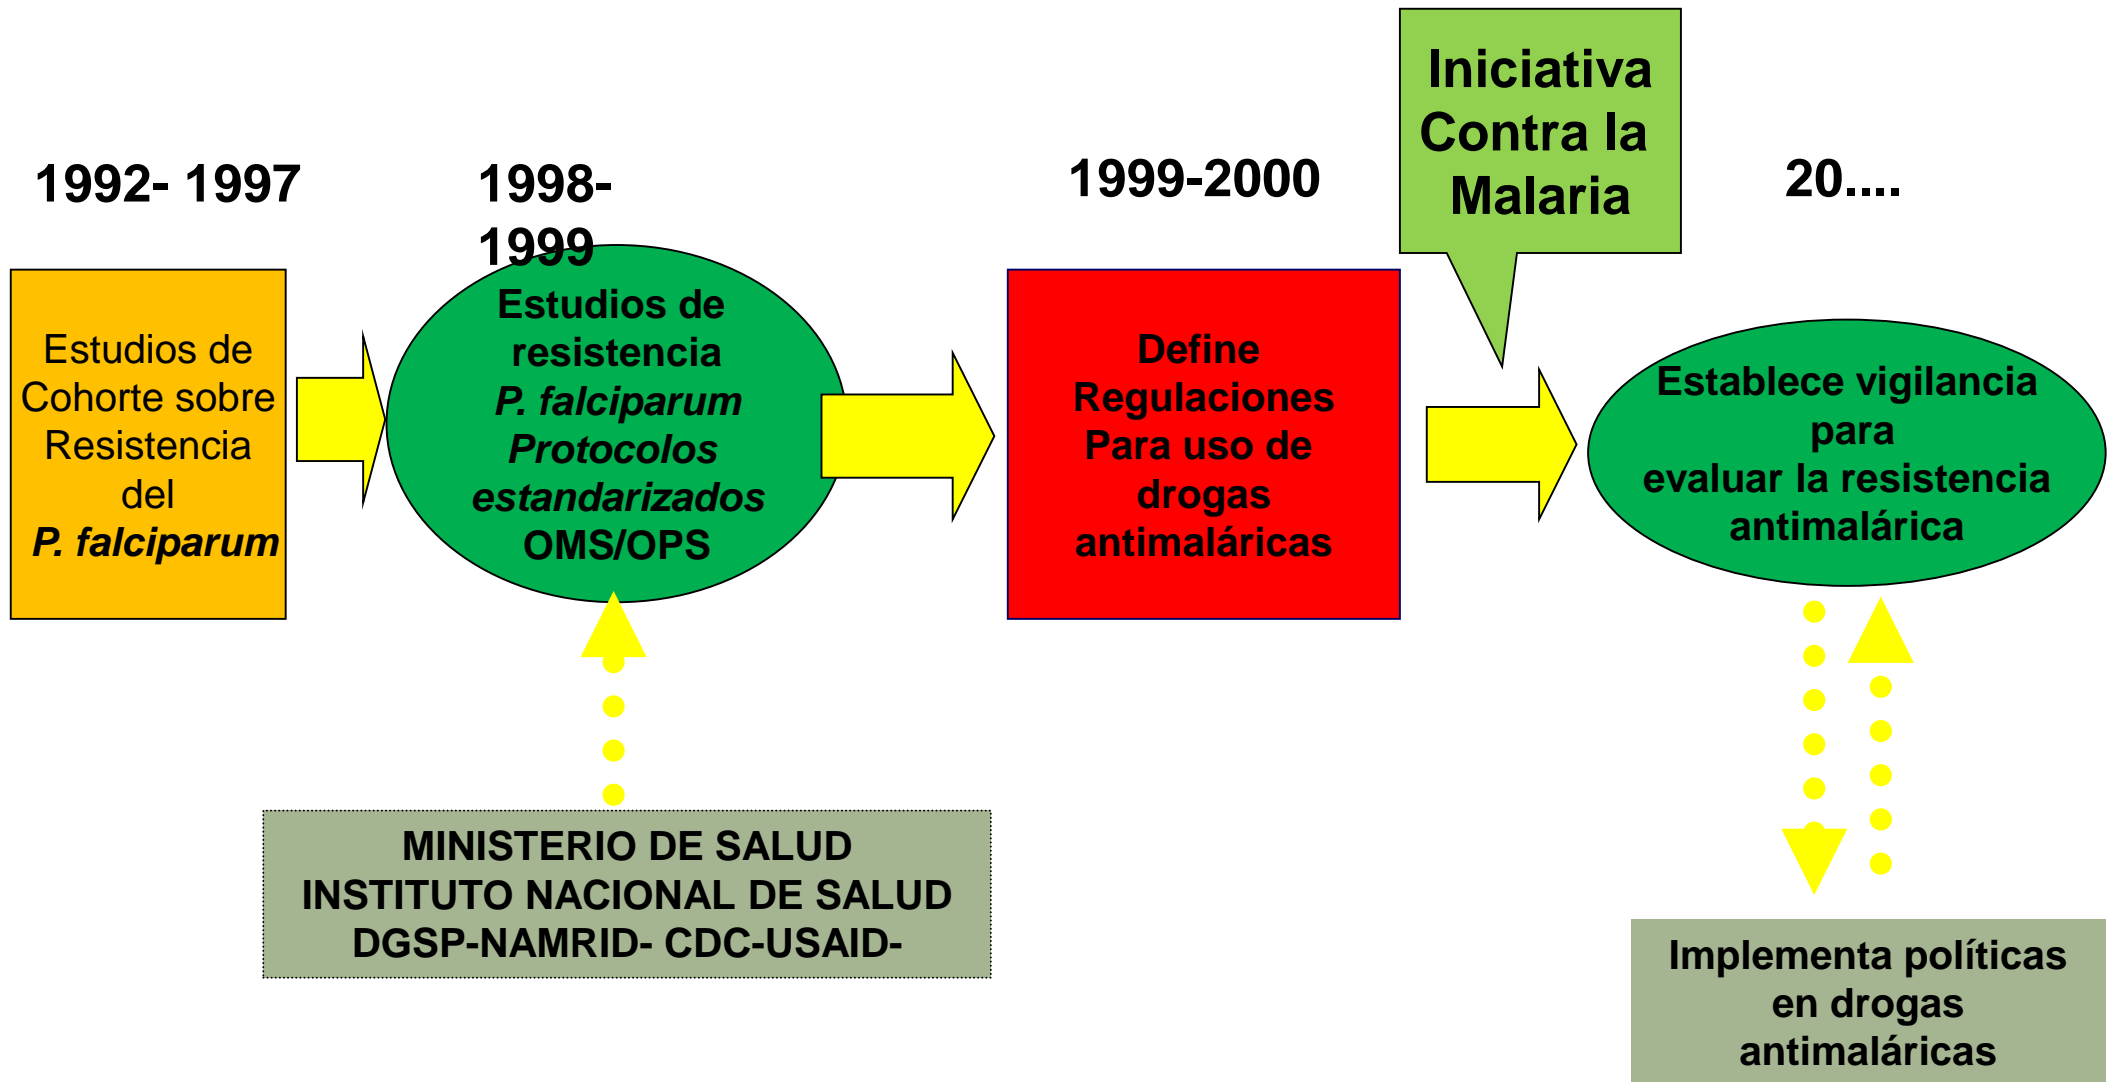 1992- 1997
Estudios de
Cohorte sobre
Resistencia
del
P. falciparum
1998-
1999
Estudios de
resistencia
P. falciparum
Protocolos
estandarizados
OMS/OPS
MINISTERIO DE SALUD
INSTITUTO NACIONAL DE SALUD
DGSP-NAMRID- CDC-USAID-
1999-2000
Define
Regulaciones
Para uso de
drogas
antimaláricas
Iniciativa
Contra la
Malaria
20....
Establece vigilancia
para
evaluar la resistencia
antimalárica
Implementa políticas
en drogas
antimaláricas